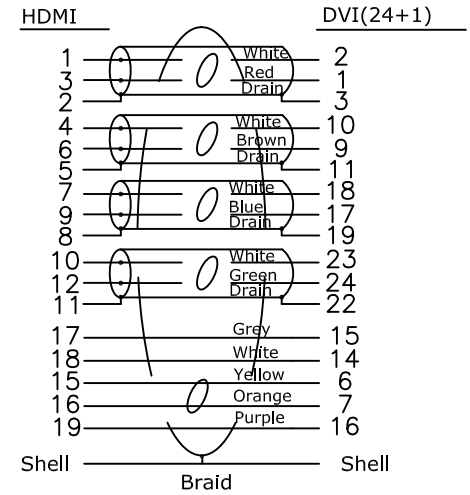 HDMI DVI(24+1)
1 White 2
3 Red 1
2 Drain 3
4 White 10
6 Brown 9
5 Drain 11
7 White 18
9 Blue 17
8 Drain 19
10 White 23
12 Green 24
11 Drain 22
17 Grey 15
18 White 14
15 Yellow 6
16 Orange 7
19 Purple 16
Shell Shell
Braid